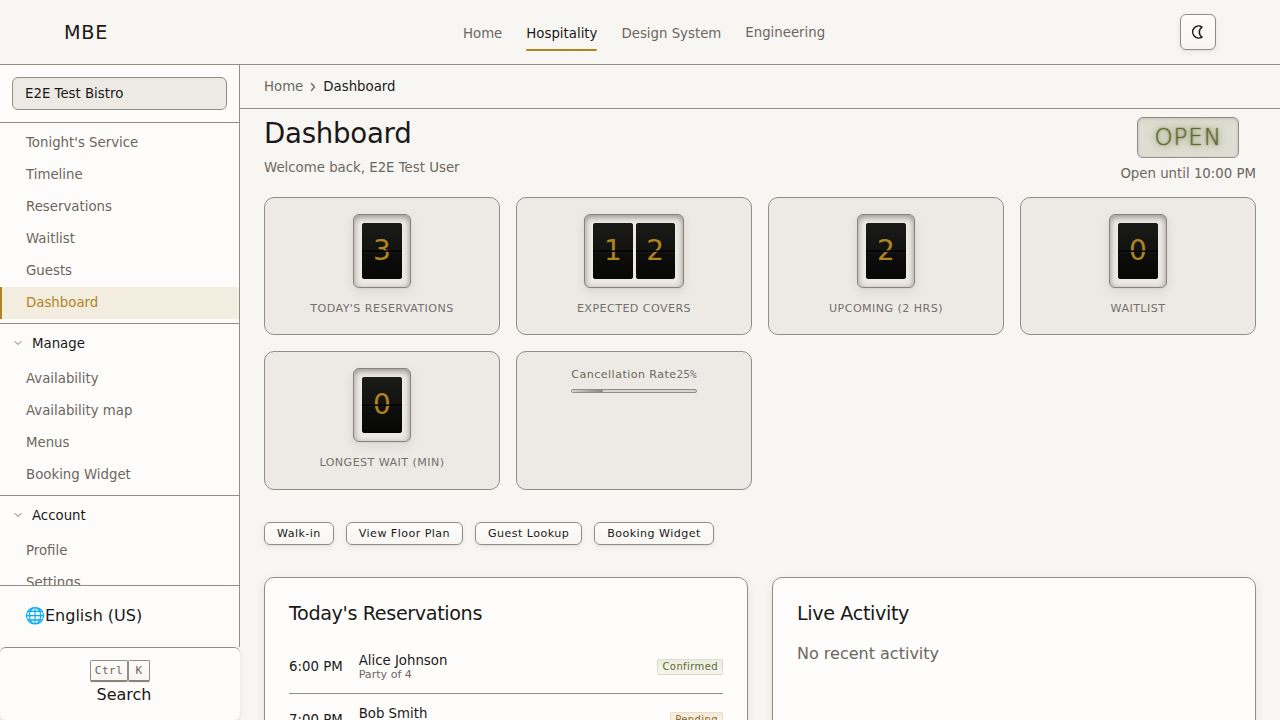 MBE
Home
Hospitality
Design System
Engineering
E2E Test Bistro
Tonight's Service
Timeline
Reservations
Waitlist
Guests
Dashboard
Manage
Availability
Availability map
Menus
Booking Widget
Account
Profile
Settings
English (US)
Ctrl K
Search
Home > Dashboard
Dashboard
Welcome back, E2E Test User
OPEN
Open until 10:00 PM
3
TODAY'S RESERVATIONS
12
EXPECTED COVERS
2
UPCOMING (2 HRS)
0
WAITLIST
0
LONGEST WAIT (MIN)
Cancellation Rate25%
Walk-in
View Floor Plan
Guest Lookup
Booking Widget
Today's Reservations
6:00 PM
Alice Johnson
Party of 4
Confirmed
7:00 PM
Bob Smith
Pending
Live Activity
No recent activity